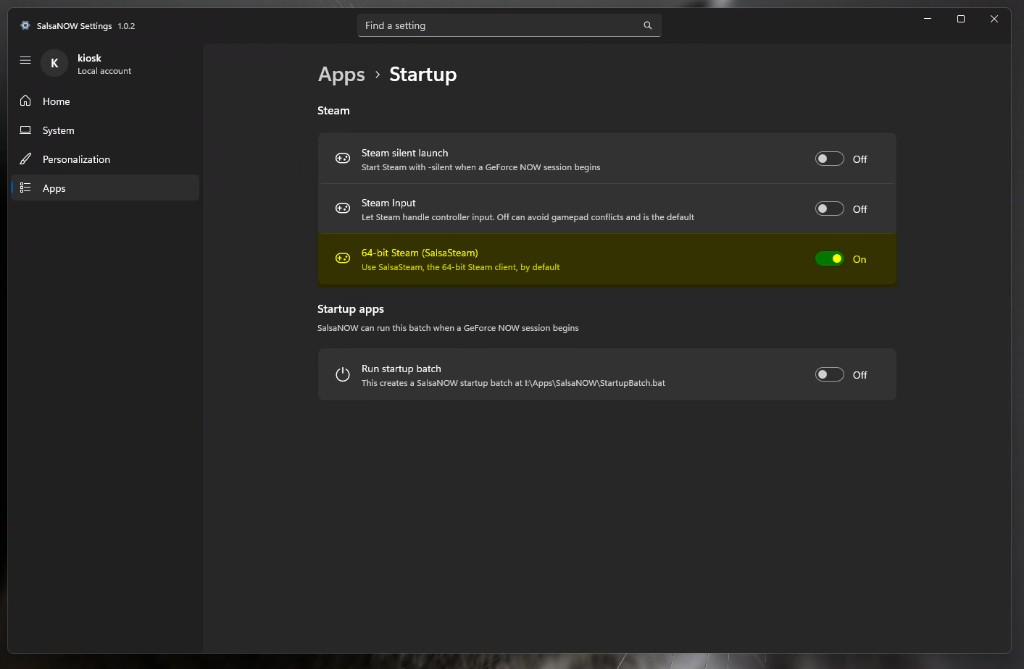 SalsaNOW Settings 1.0.2
Find a setting
K
kiosk
Local account
Home
System
Personalization
Apps
Apps › Startup
Steam
Steam silent launch
Start Steam with -silent when a GeForce NOW session begins
Off
Steam Input
Let Steam handle controller input. Off can avoid gamepad conflicts and is the default
Off
64-bit Steam (SalsaSteam)
Use SalsaSteam, the 64-bit Steam client, by default
On
Startup apps
SalsaNOW can run this batch when a GeForce NOW session begins
Run startup batch
This creates a SalsaNOW startup batch at I:\Apps\SalsaNOW\StartupBatch.bat
Off